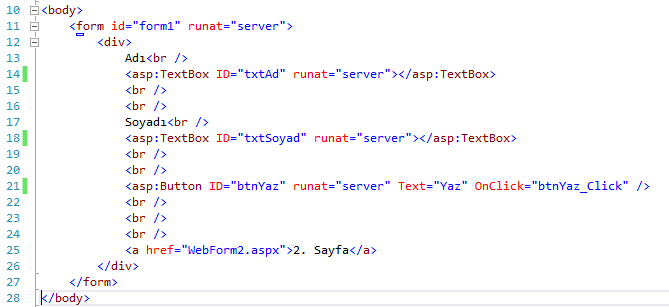 10 <body>
11 <form id="form1" runat="server">
12 <div>
13 Adı<br />
14 <asp:TextBox ID="txtAd" runat="server"></asp:TextBox>
15 <br />
16 <br />
17 Soyadı<br />
18 <asp:TextBox ID="txtSoyad" runat="server"></asp:TextBox>
19 <br />
20 <br />
21 <asp:Button ID="btnYaz" runat="server" Text="Yaz" OnClick="btnYaz_Click" />
22 <br />
23 <br />
24 <br />
25 <a href="WebForm2.aspx">2. Sayfa</a>
26 </div>
27 </form>
28 </body>